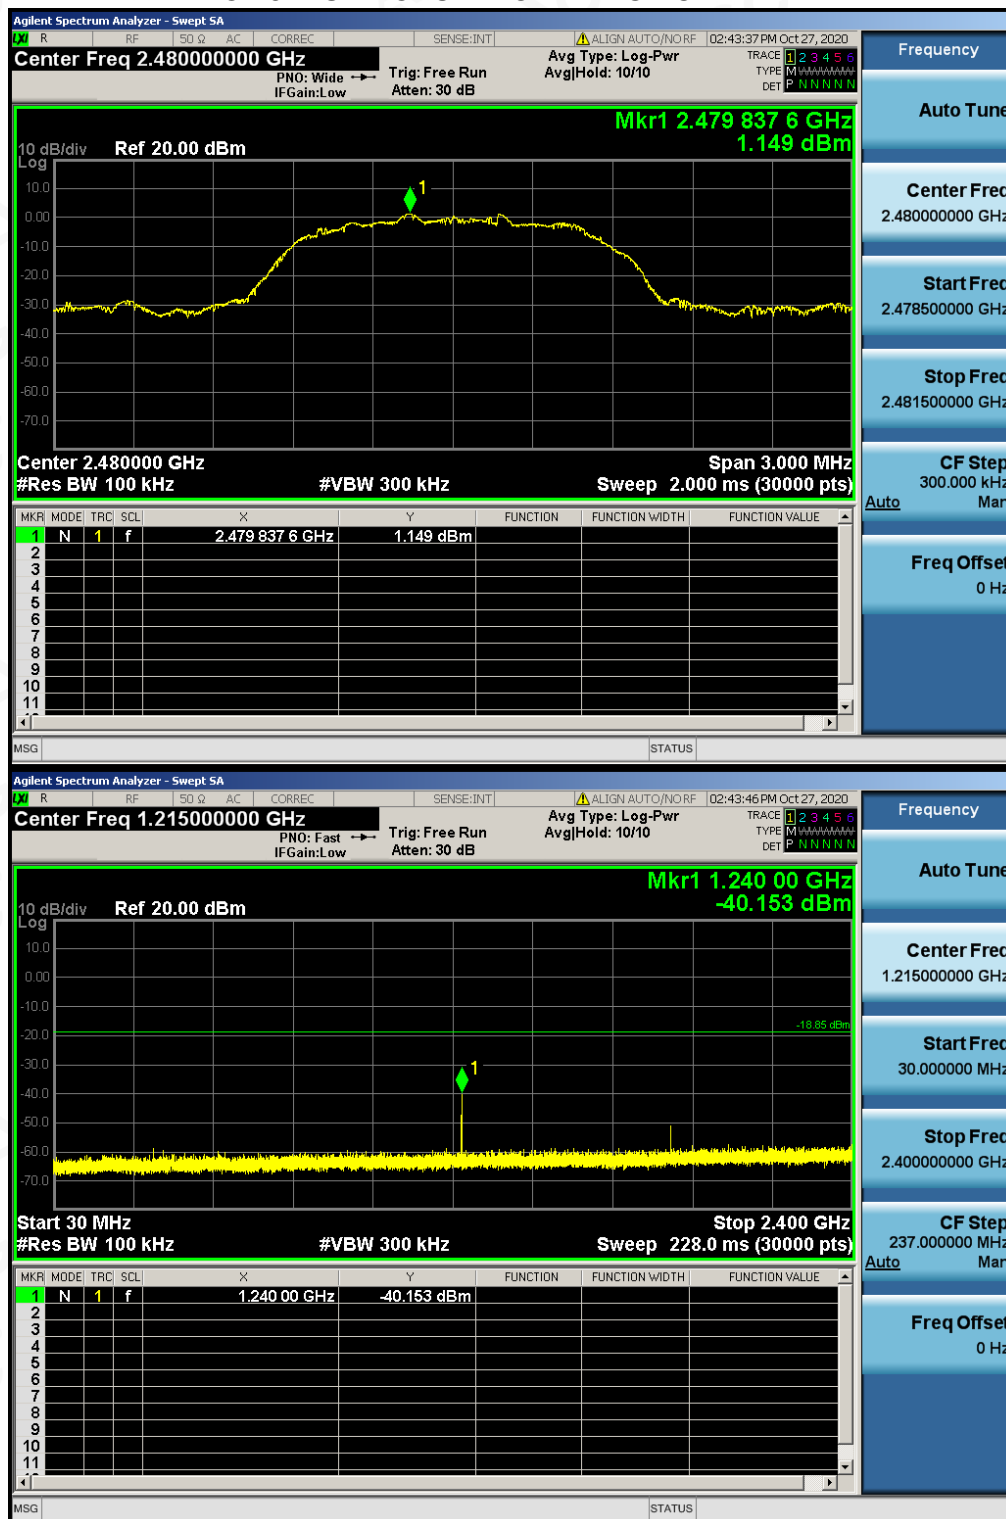 Agilent Spectrum Analyzer - Swept SA
LXI R RF 50 Ω AC CORREC SENSE:INT ALIGN AUTO/NO RF 02:43:37 PM Oct 27, 2020
Center Freq 2.480000000 GHz
PNO: Wide
IFGain:Low
Trig: Free Run
Atten: 30 dB
Avg Type: Log-Pwr
Avg|Hold: 10/10
TRACE 1 2 3 4 5 6
TYPE M
DET P N N N N N
Frequency
Auto Tune
Mkr1 2.479 837 6 GHz
1.149 dBm
10 dB/div Ref 20.00 dBm
Log
10.0
0.00
-10.0
-20.0
-30.0
-40.0
-50.0
-60.0
-70.0
1
Center Freq
2.480000000 GHz
Start Freq
2.478500000 GHz
Stop Freq
2.481500000 GHz
CF Step
300.000 kHz
Auto Man
Freq Offset
0 Hz
Center 2.480000 GHz Span 3.000 MHz
#Res BW 100 kHz #VBW 300 kHz Sweep 2.000 ms (30000 pts)
MKR MODE TRC SCL X Y FUNCTION FUNCTION WIDTH FUNCTION VALUE
1 N 1 f 2.479 837 6 GHz 1.149 dBm
2
3
4
5
6
7
8
9
10
11
MSG STATUS
Agilent Spectrum Analyzer - Swept SA
LXI R RF 50 Ω AC CORREC SENSE:INT ALIGN AUTO/NO RF 02:43:46 PM Oct 27, 2020
Center Freq 1.215000000 GHz
PNO: Fast
IFGain:Low
Trig: Free Run
Atten: 30 dB
Avg Type: Log-Pwr
Avg|Hold: 10/10
TRACE 1 2 3 4 5 6
TYPE M
DET P N N N N N
Frequency
Auto Tune
Mkr1 1.240 00 GHz
-40.153 dBm
10 dB/div Ref 20.00 dBm
Log
10.0
0.00
-10.0
-20.0
-30.0
-40.0
-50.0
-60.0
-70.0
-18.85 dBm
1
Center Freq
1.215000000 GHz
Start Freq
30.000000 MHz
Stop Freq
2.400000000 GHz
CF Step
237.000000 MHz
Auto Man
Freq Offset
0 Hz
Start 30 MHz Stop 2.400 GHz
#Res BW 100 kHz #VBW 300 kHz Sweep 228.0 ms (30000 pts)
MKR MODE TRC SCL X Y FUNCTION FUNCTION WIDTH FUNCTION VALUE
1 N 1 f 1.240 00 GHz -40.153 dBm
2
3
4
5
6
7
8
9
10
11
MSG STATUS